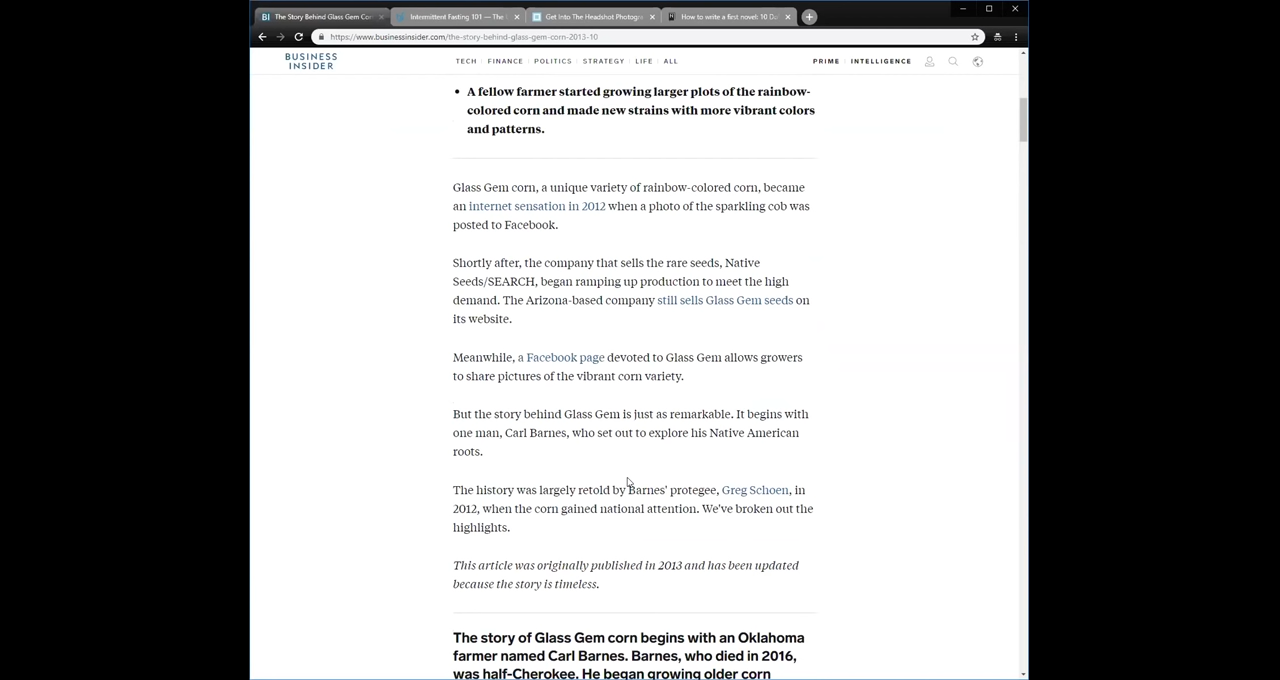 The Story Behind Glass Gem Co
Intermittent Fasting 101 — The
Get Into The Headshot Photogra
How to write a first novel: 10 Do
https://www.businessinsider.com/the-story-behind-glass-gem-corn-2013-10
BUSINESS
INSIDER
TECH FINANCE POLITICS STRATEGY LIFE ALL
PRIME INTELLIGENCE
• A fellow farmer started growing larger plots of the rainbow-
colored corn and made new strains with more vibrant colors
and patterns.
Glass Gem corn, a unique variety of rainbow-colored corn, became
an internet sensation in 2012 when a photo of the sparkling cob was
posted to Facebook.
Shortly after, the company that sells the rare seeds, Native
Seeds/SEARCH, began ramping up production to meet the high
demand. The Arizona-based company still sells Glass Gem seeds on
its website.
Meanwhile, a Facebook page devoted to Glass Gem allows growers
to share pictures of the vibrant corn variety.
But the story behind Glass Gem is just as remarkable. It begins with
one man, Carl Barnes, who set out to explore his Native American
roots.
The history was largely retold by Barnes' protegee, Greg Schoen, in
2012, when the corn gained national attention. We've broken out the
highlights.
This article was originally published in 2013 and has been updated
because the story is timeless.
The story of Glass Gem corn begins with an Oklahoma
farmer named Carl Barnes. Barnes, who died in 2016,
was half-Cherokee. He began growing older corn